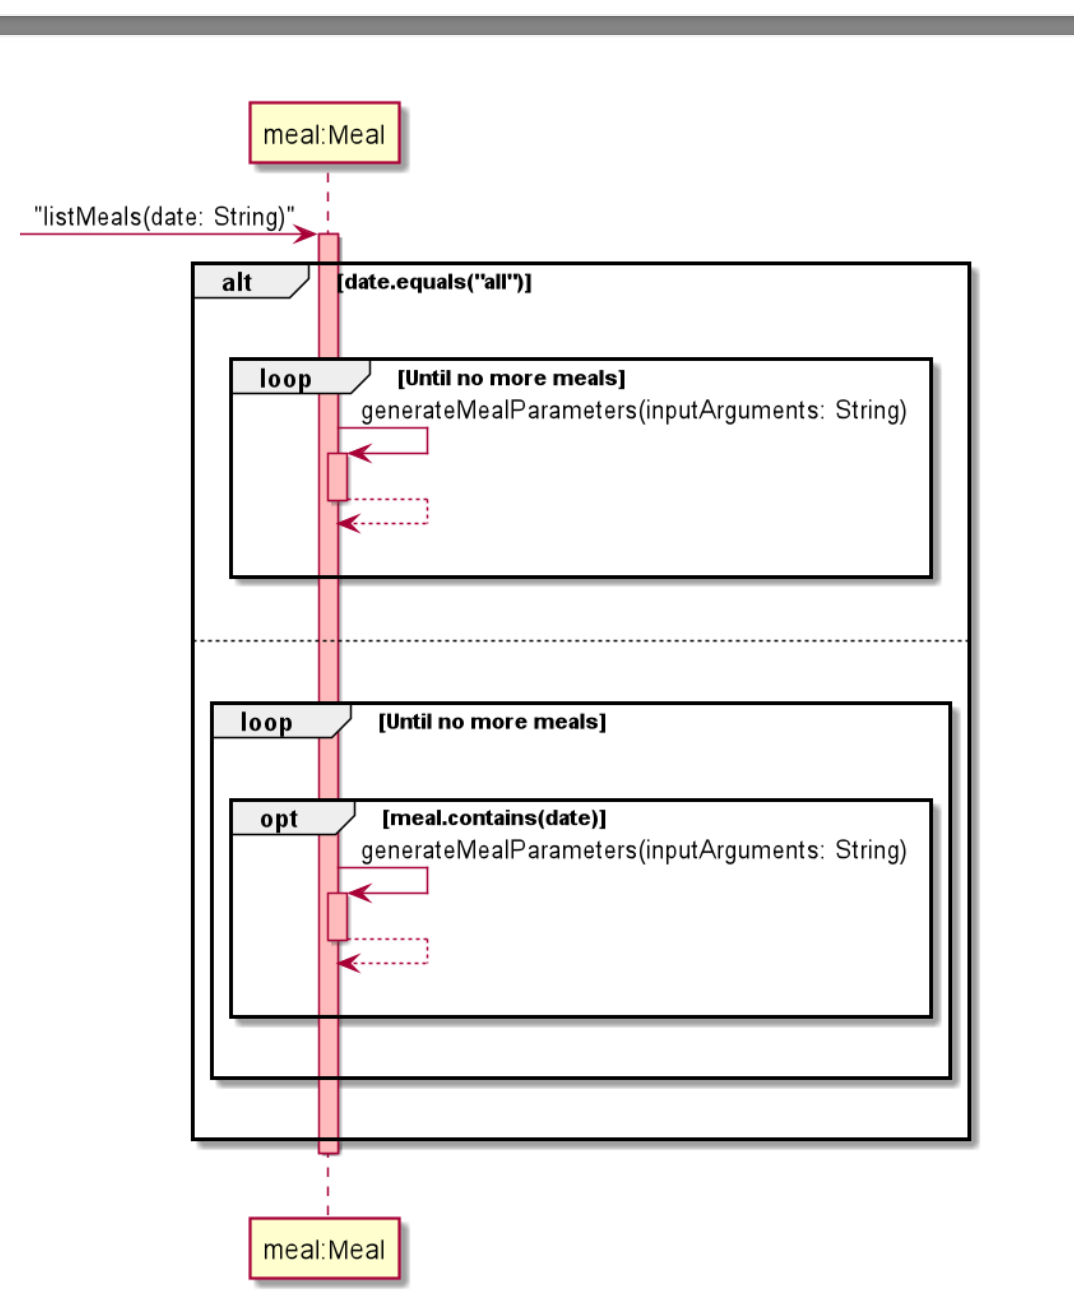 meal:Meal
"listMeals(date: String)"
alt [date.equals("all")]
loop [Until no more meals]
generateMealParameters(inputArguments: String)
loop [Until no more meals]
opt [meal.contains(date)]
generateMealParameters(inputArguments: String)
meal:Meal